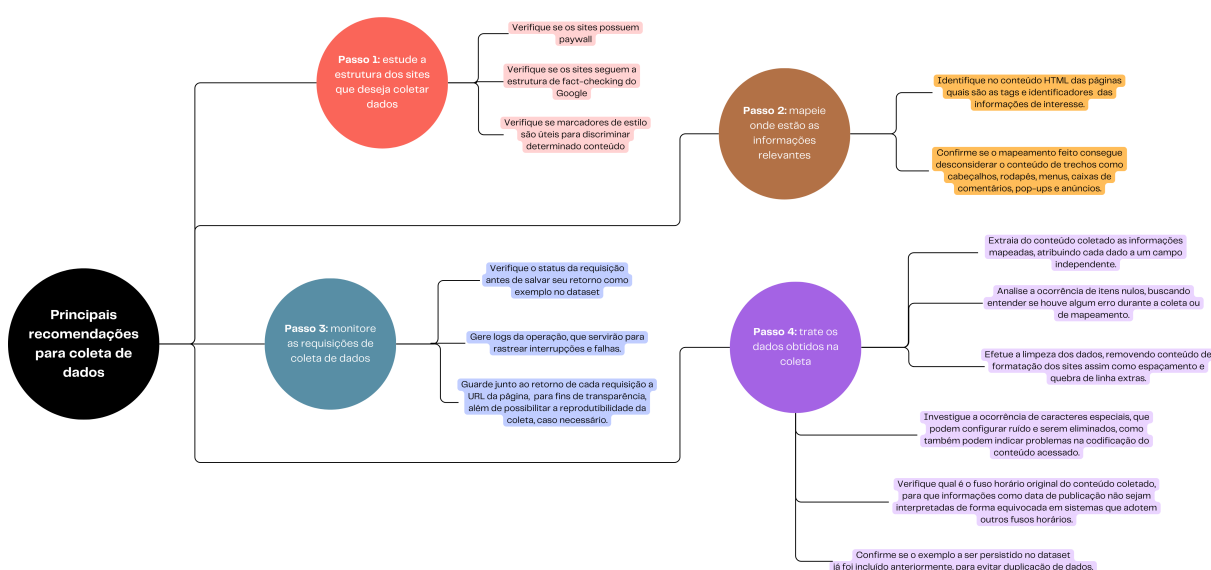 Principais
recomendações
para coleta de
dados
Passo 1: estude a
estrutura dos sites
que deseja coletar
dados
Verifique se os sites possuem
paywall
Verifique se os sites seguem a
estrutura de fact-checking do
Google
Verifique se marcadores de estilo
são úteis para discriminar
determinado conteúdo
Passo 2: mapeie
onde estão as
informações
relevantes
Identifique no conteúdo HTML das páginas
quais são as tags e identificadores das
informações de interesse.
Confirme se o mapeamento feito consegue
desconsiderar o conteúdo de trechos como
cabeçalhos, rodapés, menus, caixas de
comentários, pop-ups e anúncios.
Passo 3: monitore
as requisições de
coleta de dados
Verifique o status da requisição
antes de salvar seu retorno como
exemplo no dataset
Gere logs da operação, que servirão para
rastrear interrupções e falhas.
Guarde junto ao retorno de cada requisição a
URL da página, para fins de transparência,
além de possibilitar a reprodutibilidade da
coleta, caso necessário.
Passo 4: trate os
dados obtidos na
coleta
Extraia do conteúdo coletado as informações
mapeadas, atribuindo cada dado a um campo
independente.
Analise a ocorrência de itens nulos, buscando
entender se houve algum erro durante a coleta ou
de mapeamento.
Efetue a limpeza dos dados, removendo conteúdo de
formatação dos sites assim como espaçamento e
quebra de linha extras.
Investigue a ocorrência de caracteres especiais, que
podem configurar ruído e serem eliminados, como
também podem indicar problemas na codificação do
conteúdo acessado.
Verifique qual é o fuso horário original do conteúdo coletado,
para que informações como data de publicação não sejam
interpretadas de forma equivocada em sistemas que adotem
outros fusos horários.
Confirme se o exemplo a ser persistido no dataset
já foi incluído anteriormente, para evitar duplicação de dados.